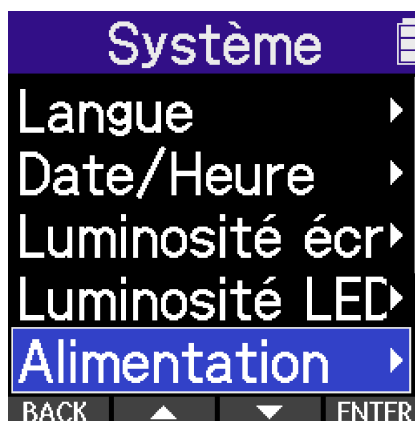 Système
Langue
Date/Heure
Luminosité écr
Luminosité LED
Alimentation
BACK ENTER